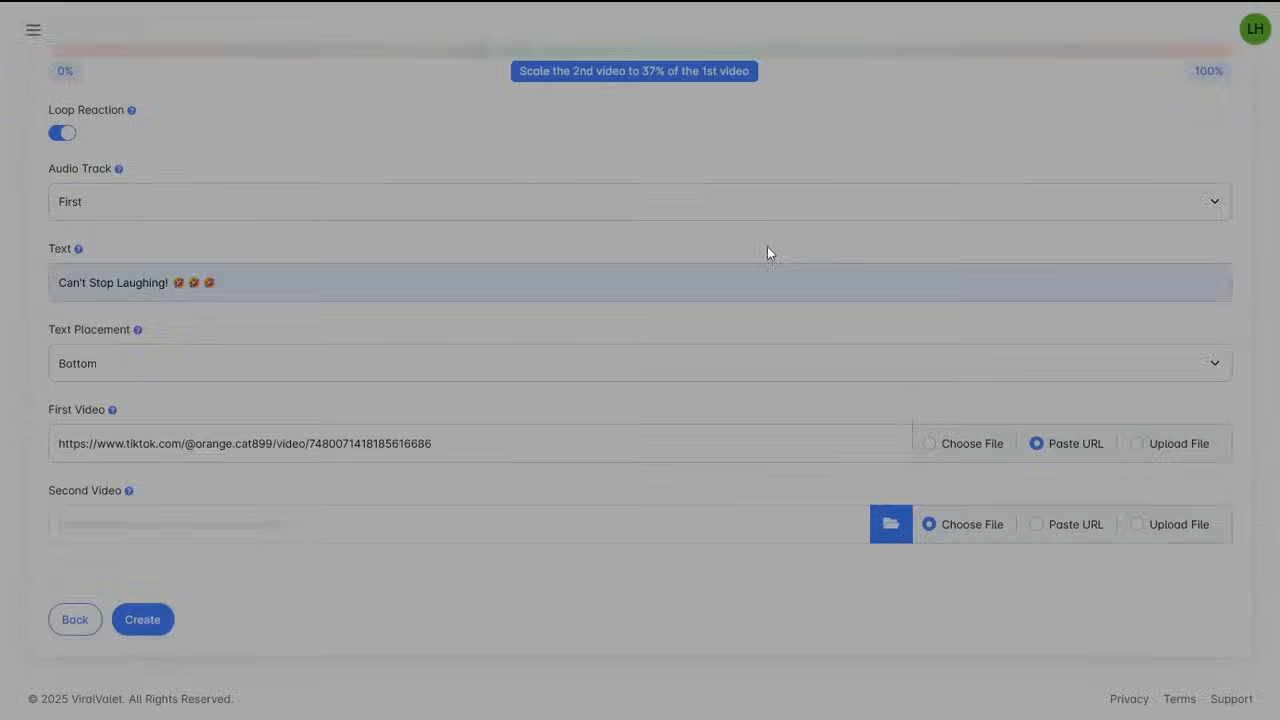 LH
0%
Scale the 2nd video to 37% of the 1st video
100%
Loop Reaction
Audio Track
First
Text
Can't Stop Laughing! 🤣 🤣 🤣
Text Placement
Bottom
First Video
https://www.tiktok.com/@orange.cat899/video/7480071418185616686
Choose File
Paste URL
Upload File
Second Video
Choose File
Paste URL
Upload File
Back
Create
© 2025 ViralValet. All Rights Reserved.
Privacy
Terms
Support